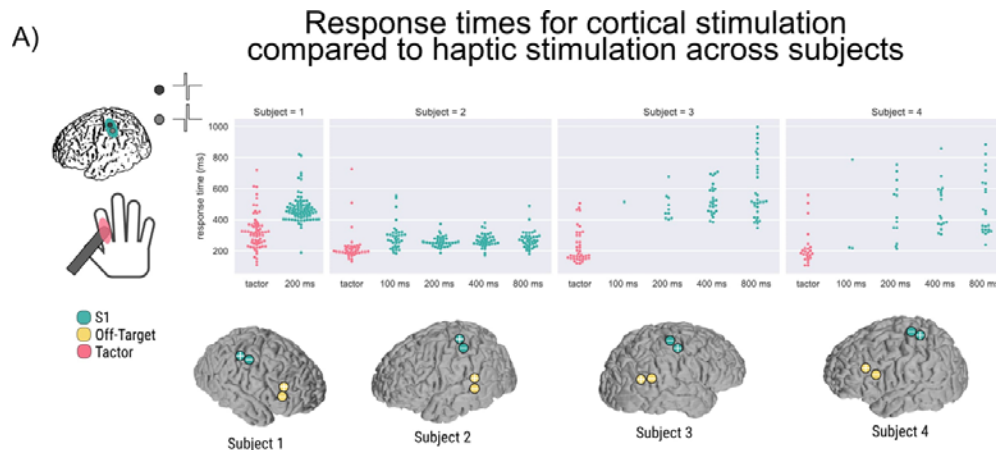 A)
Response times for cortical stimulation
compared to haptic stimulation across subjects
Subject = 1
Subject = 2
Subject = 3
Subject = 4
response time (ms)
1000
800
600
400
200
tactor 200 ms
tactor 100 ms 200 ms 400 ms 800 ms
tactor 100 ms 200 ms 400 ms 800 ms
tactor 100 ms 200 ms 400 ms 800 ms
S1
Off-Target
Tactor
Subject 1
Subject 2
Subject 3
Subject 4